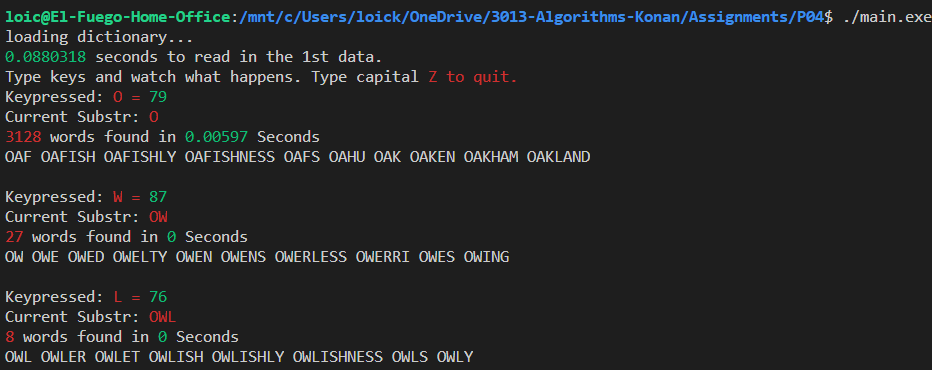 loic@El-Fuego-Home-Office:/mnt/c/Users/loick/OneDrive/3013-Algorithms-Konan/Assignments/P04$ ./main.exe
loading dictionary...
0.0880318 seconds to read in the 1st data.
Type keys and watch what happens. Type capital Z to quit.
Keypressed: O = 79
Current Substr: O
3128 words found in 0.00597 Seconds
OAF OAFISH OAFISHLY OAFISHNESS OAFS OAHU OAK OAKEN OAKHAM OAKLAND
Keypressed: W = 87
Current Substr: OW
27 words found in 0 Seconds
OW OWE OWED OWELTY OWEN OWENS OWERLESS OWERRI OWES OWING
Keypressed: L = 76
Current Substr: OWL
8 words found in 0 Seconds
OWL OWLER OWLET OWLISH OWLISHLY OWLISHNESS OWLS OWLY